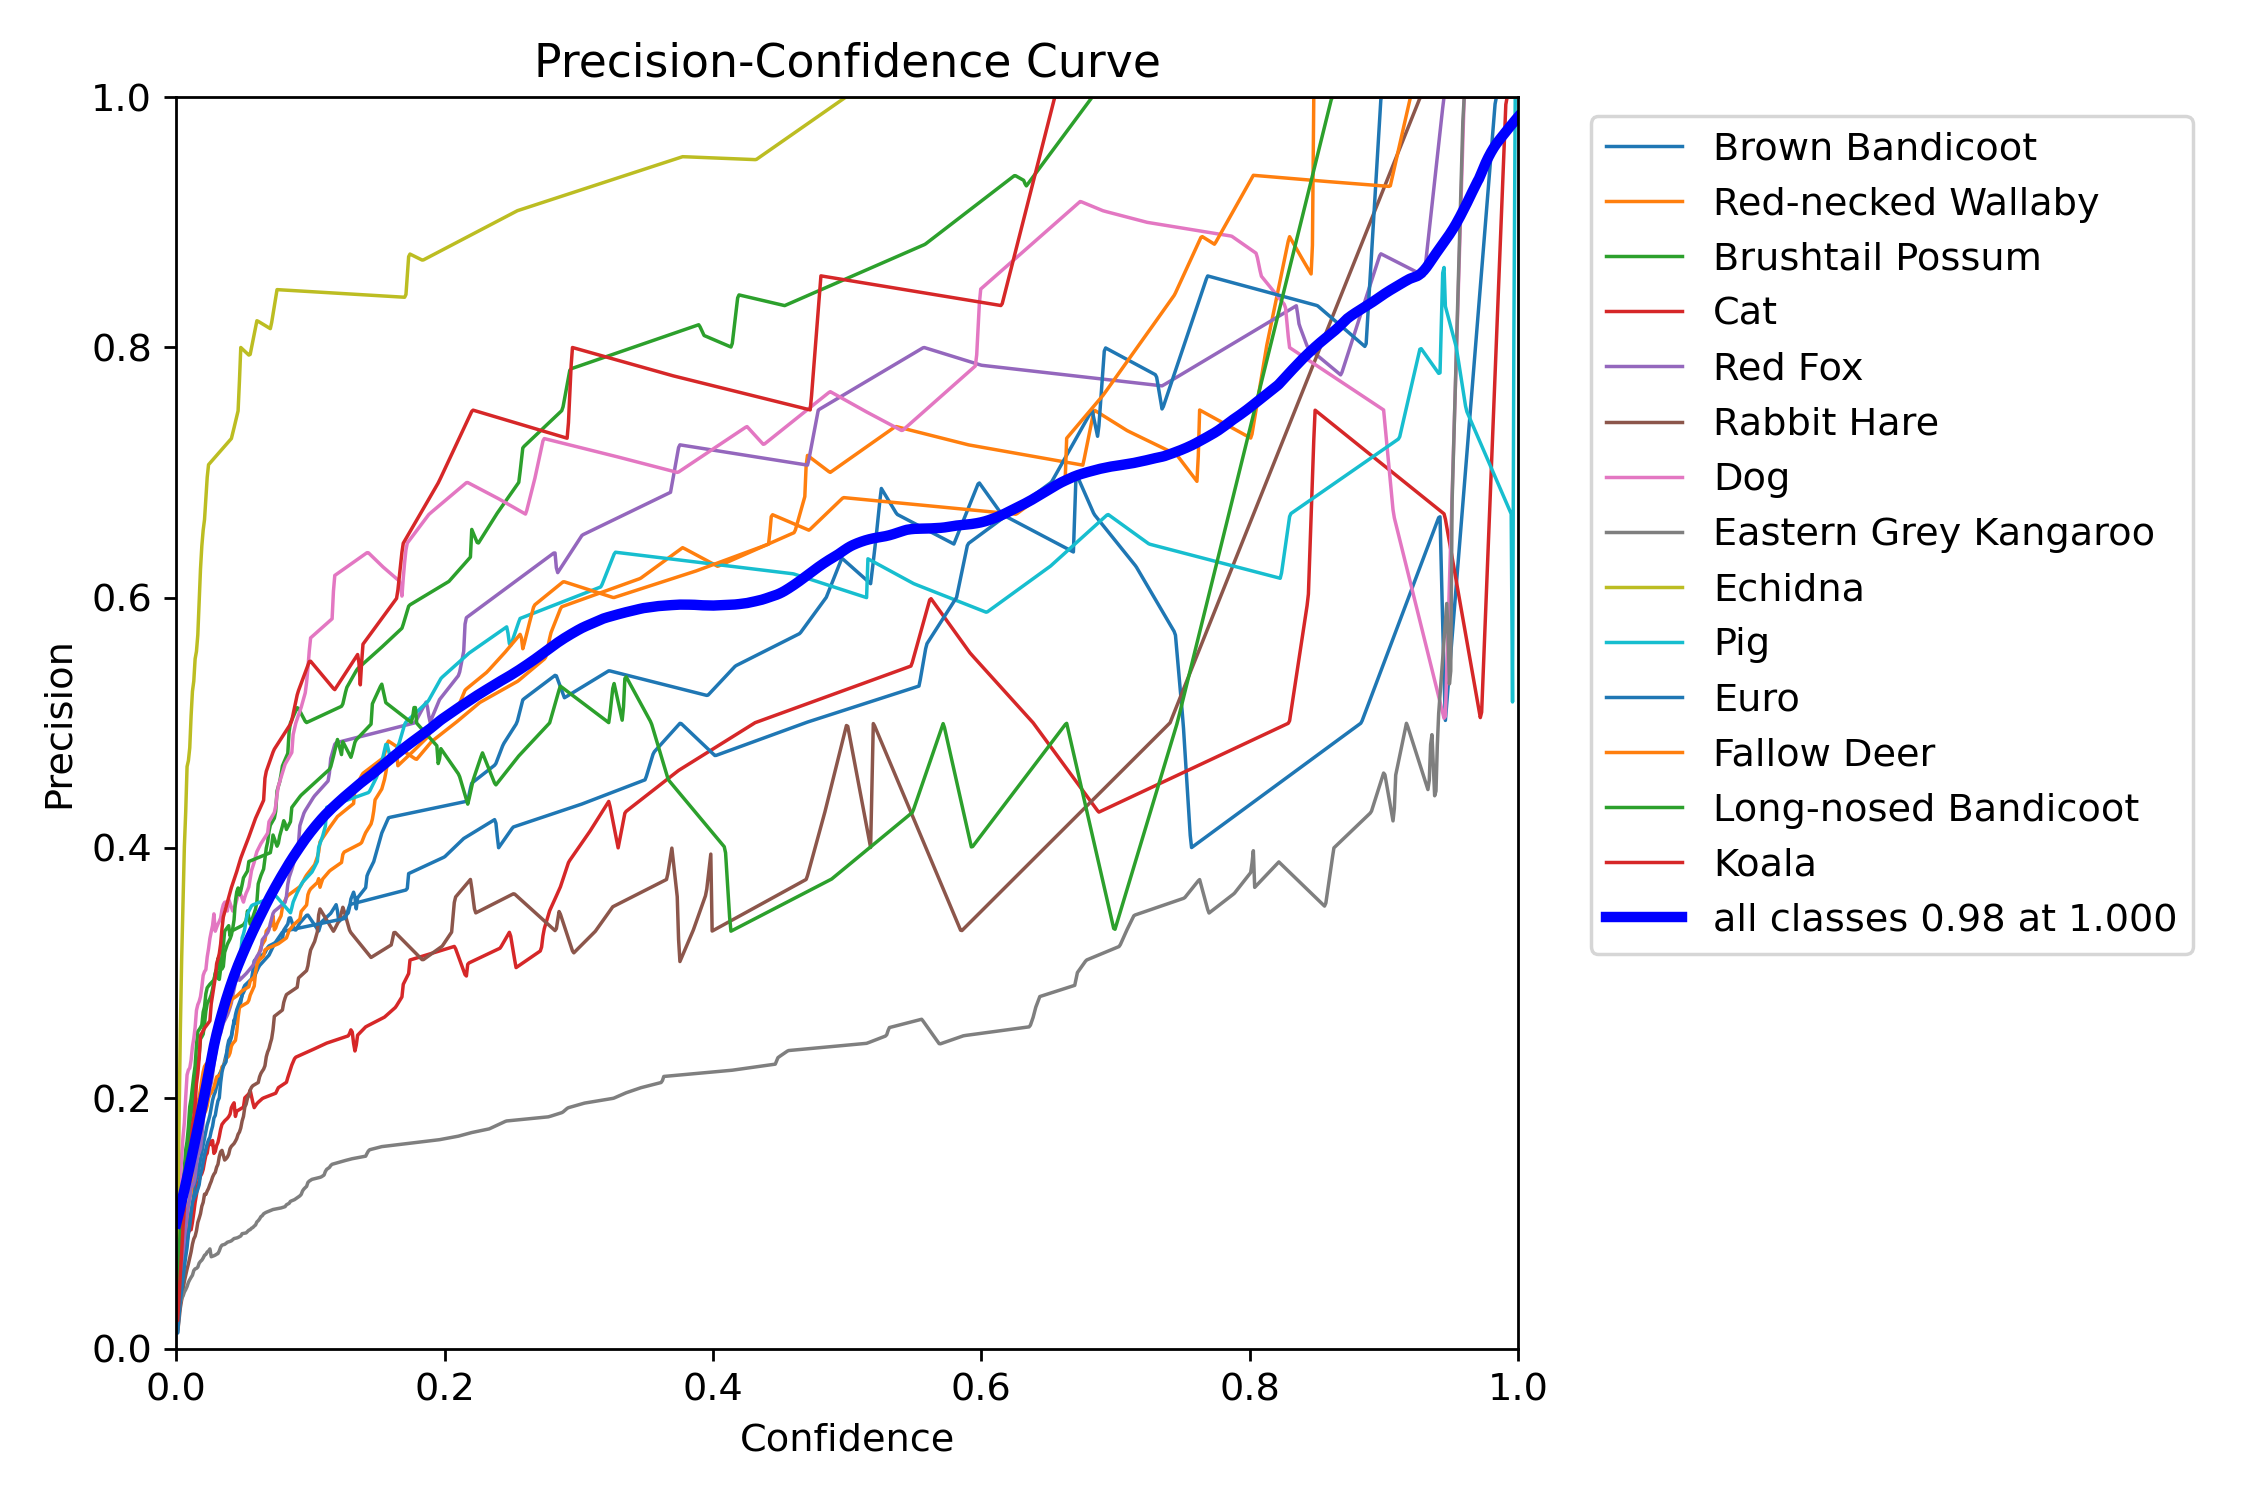 Precision-Confidence Curve
1.0
0.8
0.6
0.4
0.2
0.0
Precision
0.0 0.2 0.4 0.6 0.8 1.0
Confidence
Brown Bandicoot
Red-necked Wallaby
Brushtail Possum
Cat
Red Fox
Rabbit Hare
Dog
Eastern Grey Kangaroo
Echidna
Pig
Euro
Fallow Deer
Long-nosed Bandicoot
Koala
all classes 0.98 at 1.000